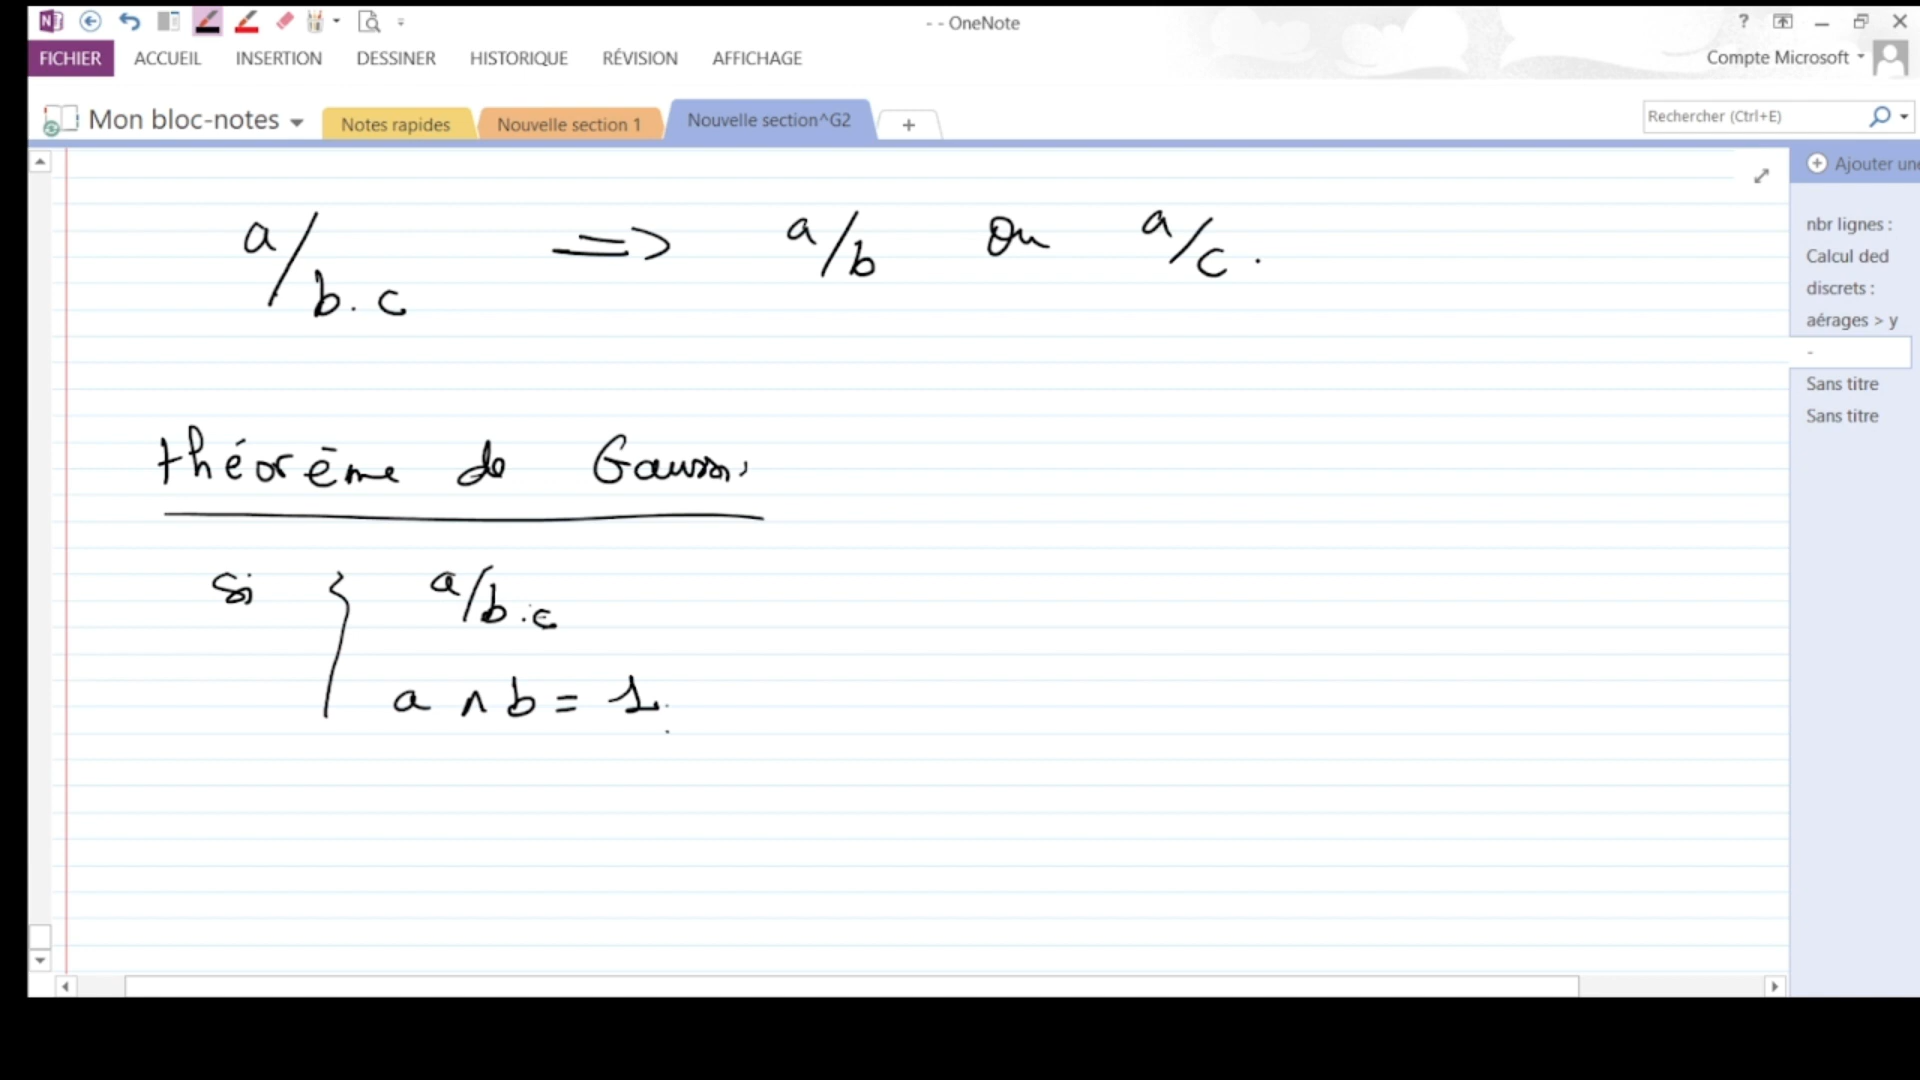 - - OneNote
?
FICHIER ACCUEIL INSERTION DESSINER HISTORIQUE RÉVISION AFFICHAGE
Compte Microsoft
Mon bloc-notes
Notes rapides
Nouvelle section 1
Nouvelle section^G2
+
Rechercher (Ctrl+E)
Ajouter une
nbr lignes :
Calcul ded
discrets :
aérages > y
-
Sans titre
Sans titre
a/b.c => a/b ou a/c.
théorème de Gauss,
si { a/b.c
a ∧ b = 1.